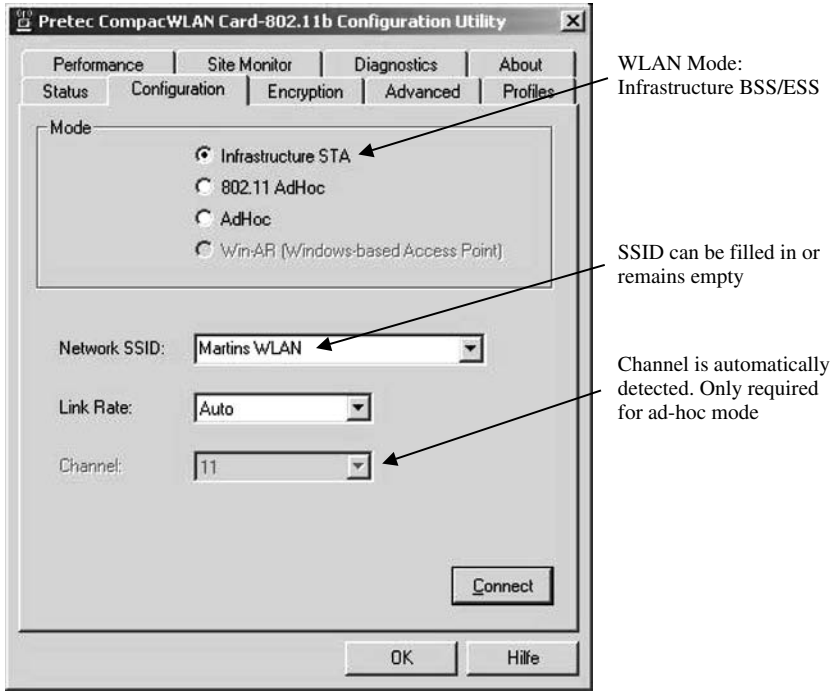 Pretec CompacWLAN Card-802.11b Configuration Utility
Performance Site Monitor Diagnostics About
Status Configuration Encryption Advanced Profiles
Mode
Infrastructure STA
802.11 AdHoc
AdHoc
Win-AR (Windows-based Access Point)
Network SSID: Martins WLAN
Link Rate: Auto
Channel: 11
Connect
OK Hilfe
WLAN Mode:
Infrastructure BSS/ESS
SSID can be filled in or
remains empty
Channel is automatically
detected. Only required
for ad-hoc mode